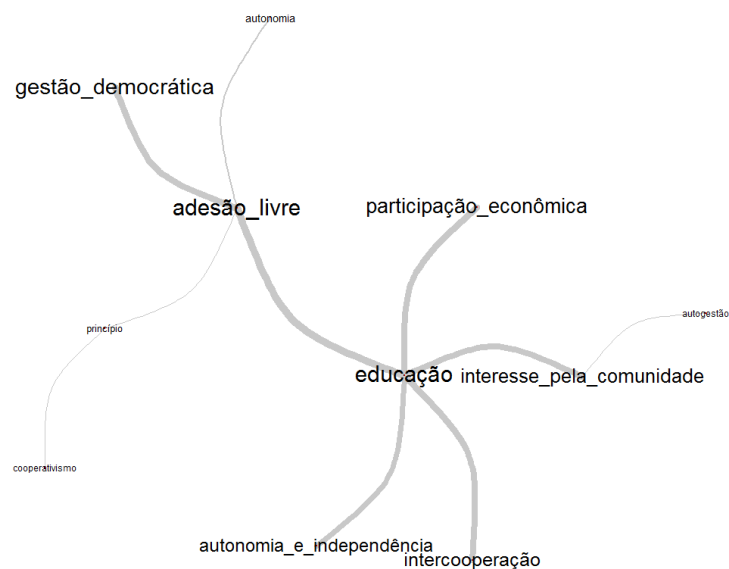 autonomia
gestão_democrática
adesão_livre
participação_econômica
autogestão
princípio
educação
interesse_pela_comunidade
cooperativismo
autonomia_e_independência
intercooperação